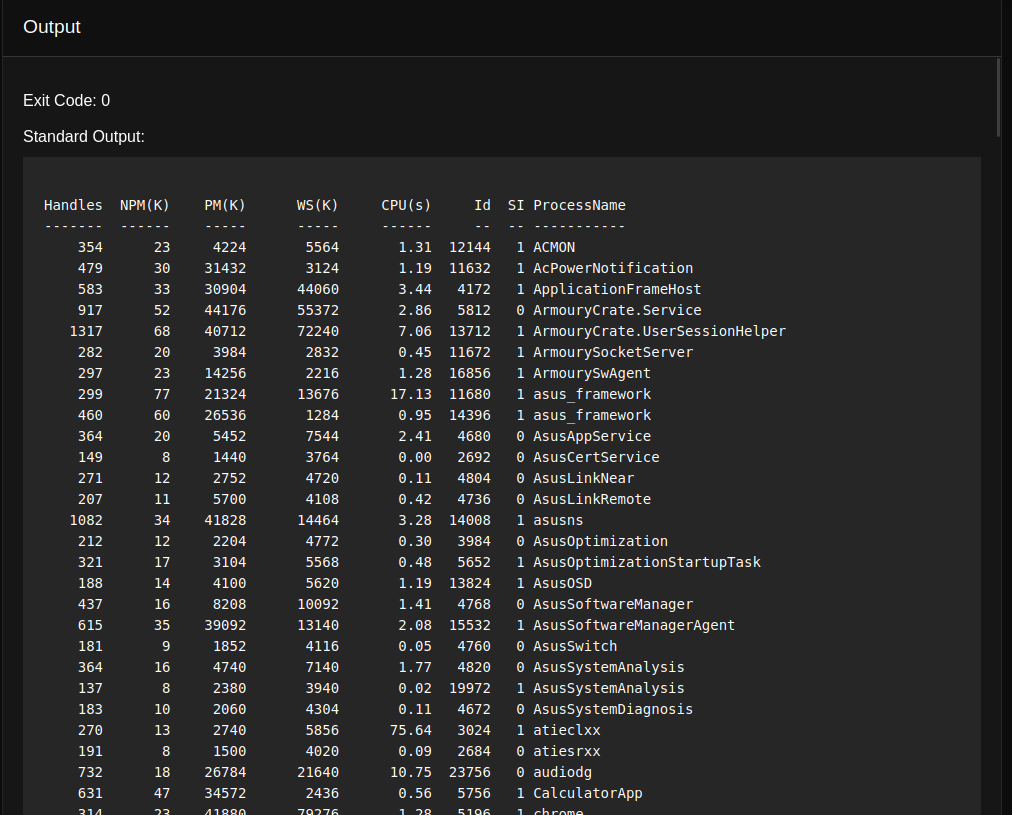 Output
Exit Code: 0
Standard Output:
Handles  NPM(K)    PM(K)      WS(K)     CPU(s)     Id  SI ProcessName
-------  ------    -----      -----     ------     --  -- -----------
    354      23     4224       5564       1.31  12144   1 ACMON
    479      30    31432       3124       1.19  11632   1 AcPowerNotification
    583      33    30904      44060       3.44   4172   1 ApplicationFrameHost
    917      52    44176      55372       2.86   5812   0 ArmouryCrate.Service
   1317      68    40712      72240       7.06  13712   1 ArmouryCrate.UserSessionHelper
    282      20     3984       2832       0.45  11672   1 ArmourySocketServer
    297      23    14256       2216       1.28  16856   1 ArmourySwAgent
    299      77    21324      13676      17.13  11680   1 asus_framework
    460      60    26536       1284       0.95  14396   1 asus_framework
    364      20     5452       7544       2.41   4680   0 AsusAppService
    149       8     1440       3764       0.00   2692   0 AsusCertService
    271      12     2752       4720       0.11   4804   0 AsusLinkNear
    207      11     5700       4108       0.42   4736   0 AsusLinkRemote
   1082      34    41828      14464       3.28  14008   1 asusns
    212      12     2204       4772       0.30   3984   0 AsusOptimization
    321      17     3104       5568       0.48   5652   1 AsusOptimizationStartupTask
    188      14     4100       5620       1.19  13824   1 AsusOSD
    437      16     8208      10092       1.41   4768   0 AsusSoftwareManager
    615      35    39092      13140       2.08  15532   1 AsusSoftwareManagerAgent
    181       9     1852       4116       0.05   4760   0 AsusSwitch
    364      16     4740       7140       1.77   4820   0 AsusSystemAnalysis
    137       8     2380       3940       0.02  19972   1 AsusSystemAnalysis
    183      10     2060       4304       0.11   4672   0 AsusSystemDiagnosis
    270      13     2740       5856      75.64   3024   1 atieclxx
    191       8     1500       4020       0.09   2684   0 atiesrxx
    732      18    26784      21640      10.75  23756   0 audiodg
    631      47    34572       2436       0.56   5756   1 CalculatorApp
    314      23    41880      79276       1.28   5196   1 chrome